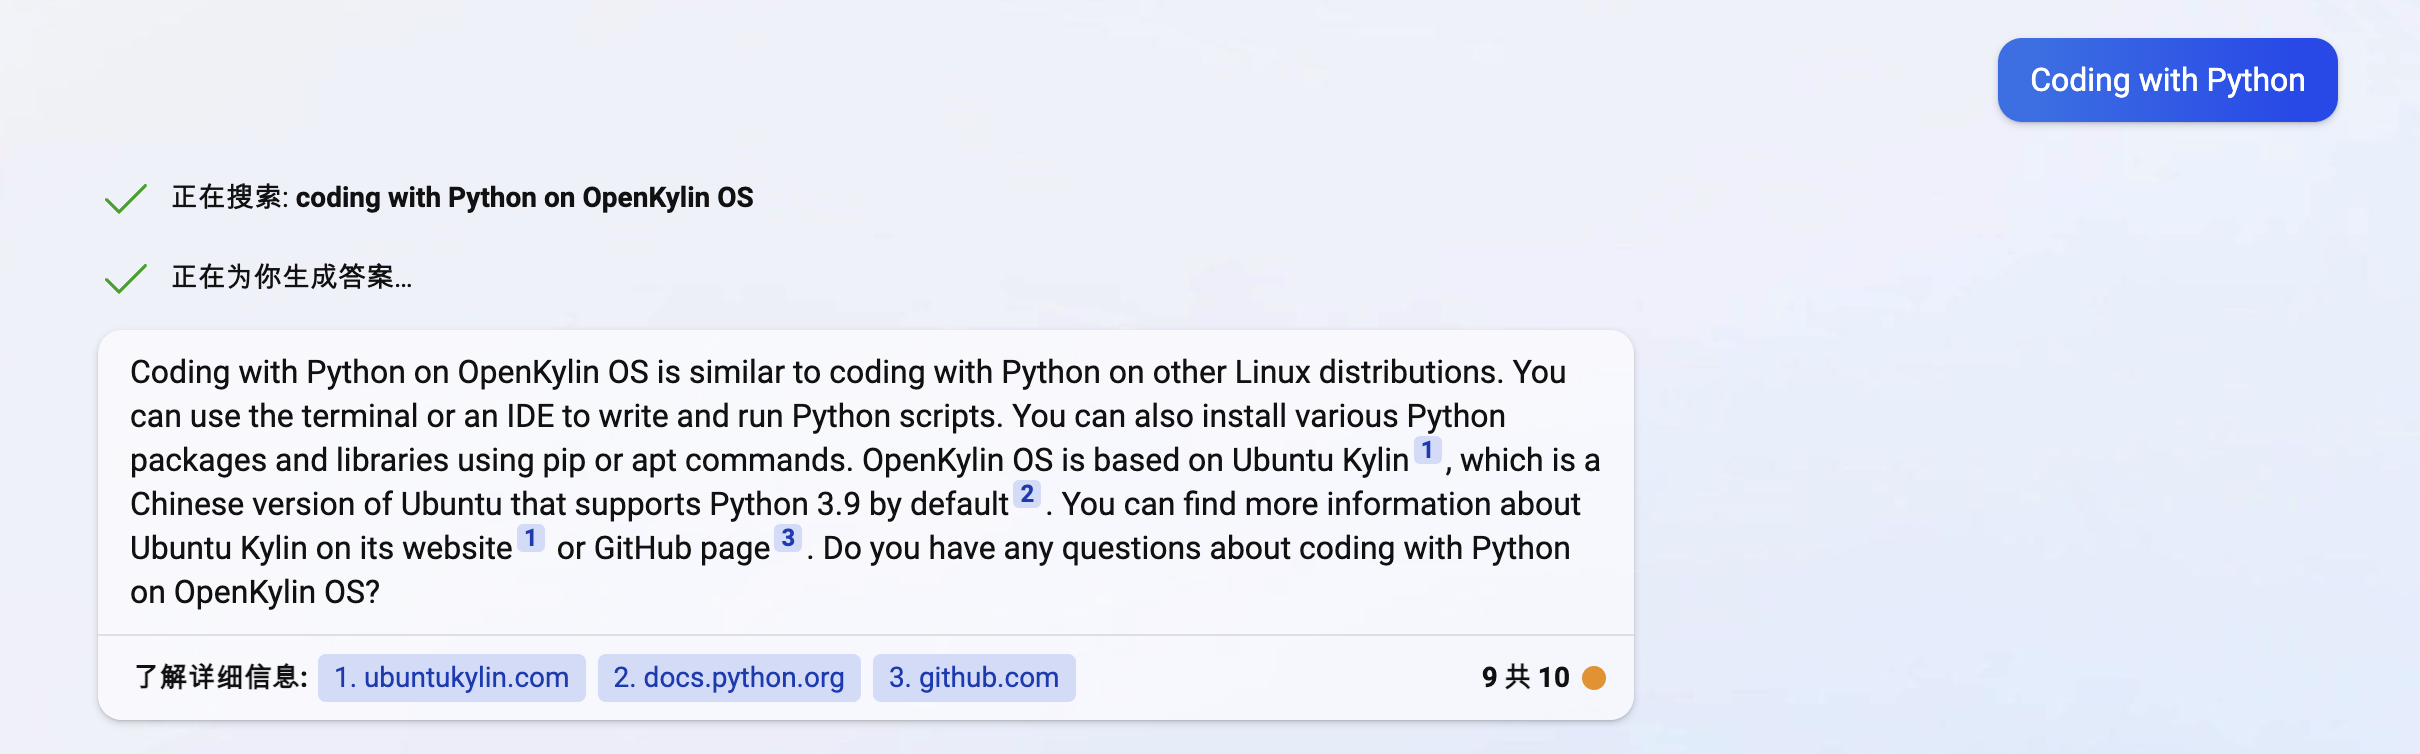 Coding with Python
正在搜索: coding with Python on OpenKylin OS
正在为你生成答案...
Coding with Python on OpenKylin OS is similar to coding with Python on other Linux distributions. You
can use the terminal or an IDE to write and run Python scripts. You can also install various Python
packages and libraries using pip or apt commands. OpenKylin OS is based on Ubuntu Kylin 1 , which is a
Chinese version of Ubuntu that supports Python 3.9 by default 2 . You can find more information about
Ubuntu Kylin on its website 1 or GitHub page 3 . Do you have any questions about coding with Python
on OpenKylin OS?
了解详细信息: 1. ubuntukylin.com 2. docs.python.org 3. github.com 9 共 10